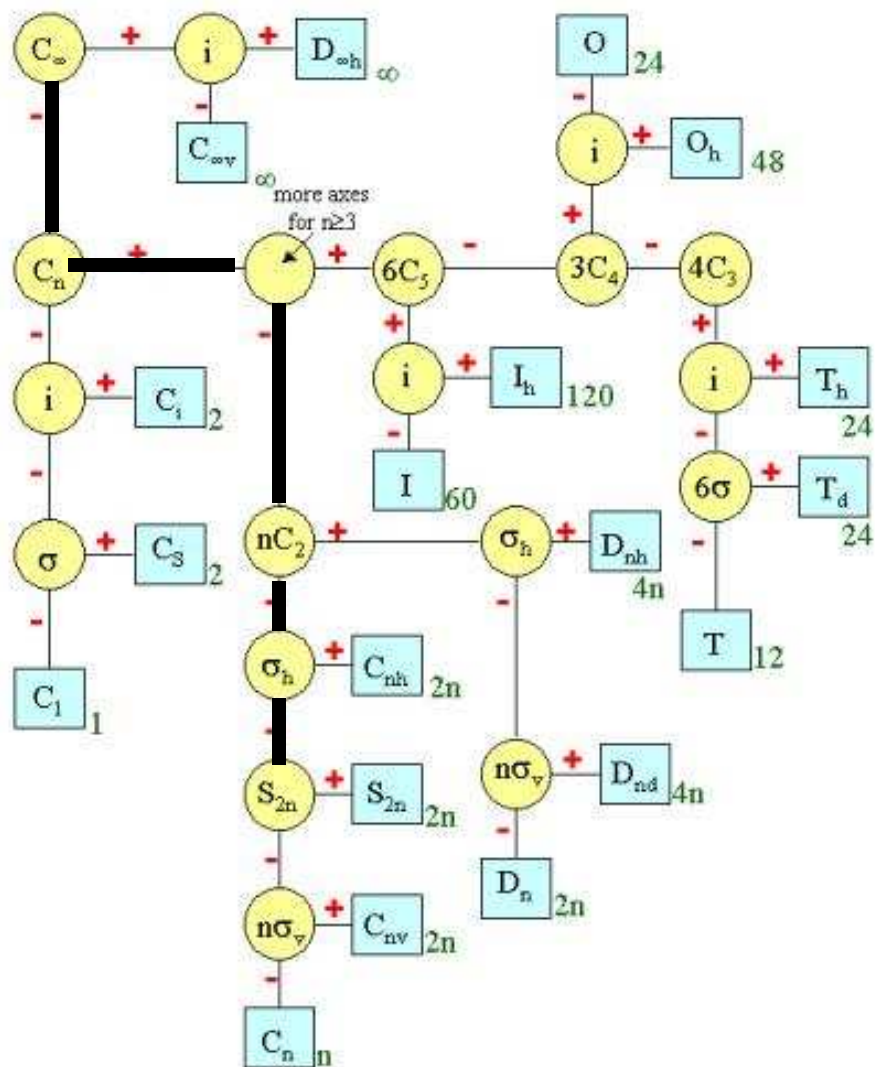 C∞ + i + D∞h ∞
- -
C∞v ∞
O 24
-
i + Oh 48
+
more axes
for n≥3
Cn + + 6C5 - 3C4 - 4C3
- - + +
i + Ci 2
i + Ih 120
i + Th 24
- - -
I 60
6σ + Td 24
-
T 12
σ + CS 2
-
C1 1
nC2 + σh + Dnh 4n
- -
σh + Cnh 2n
-
S2n + S2n 2n
nσv + Dnd 4n
- -
Dn 2n
nσv + Cnv 2n
-
Cn n